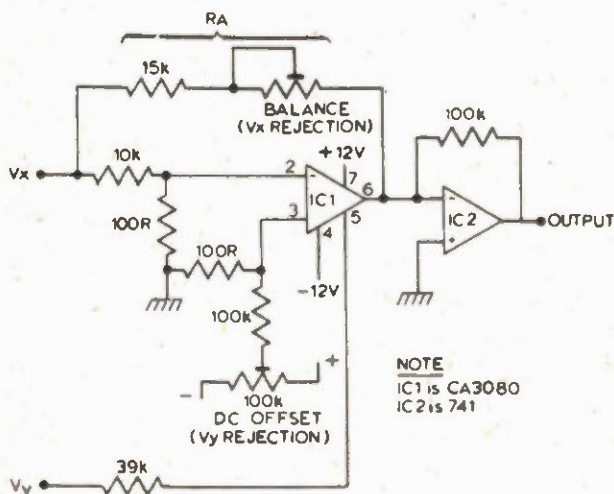 RA
15k
BALANCE
(Vx REJECTION)
100k
+12V
Vx
10k
2
-
7
6
IC1
3
5
4
-
IC2
+
OUTPUT
100R
100R
-12V
100k
+
-
100k
DC OFFSET
(Vy REJECTION)
NOTE
IC1 is CA3080
IC2 is 741
Vy
39k